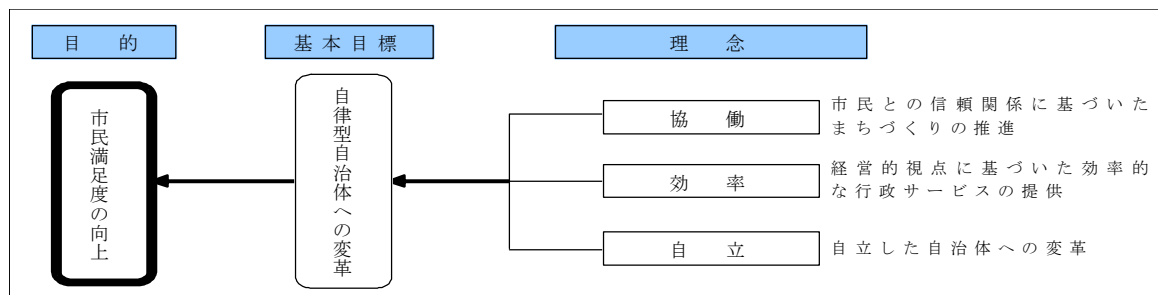 目的
基本目標
理念
市民満足度の向上
自律型自治体への変革
協働
市民との信頼関係に基づいた
まちづくりの推進
効率
経営的視点に基づいた効率的
な行政サービスの提供
自立
自立した自治体への変革